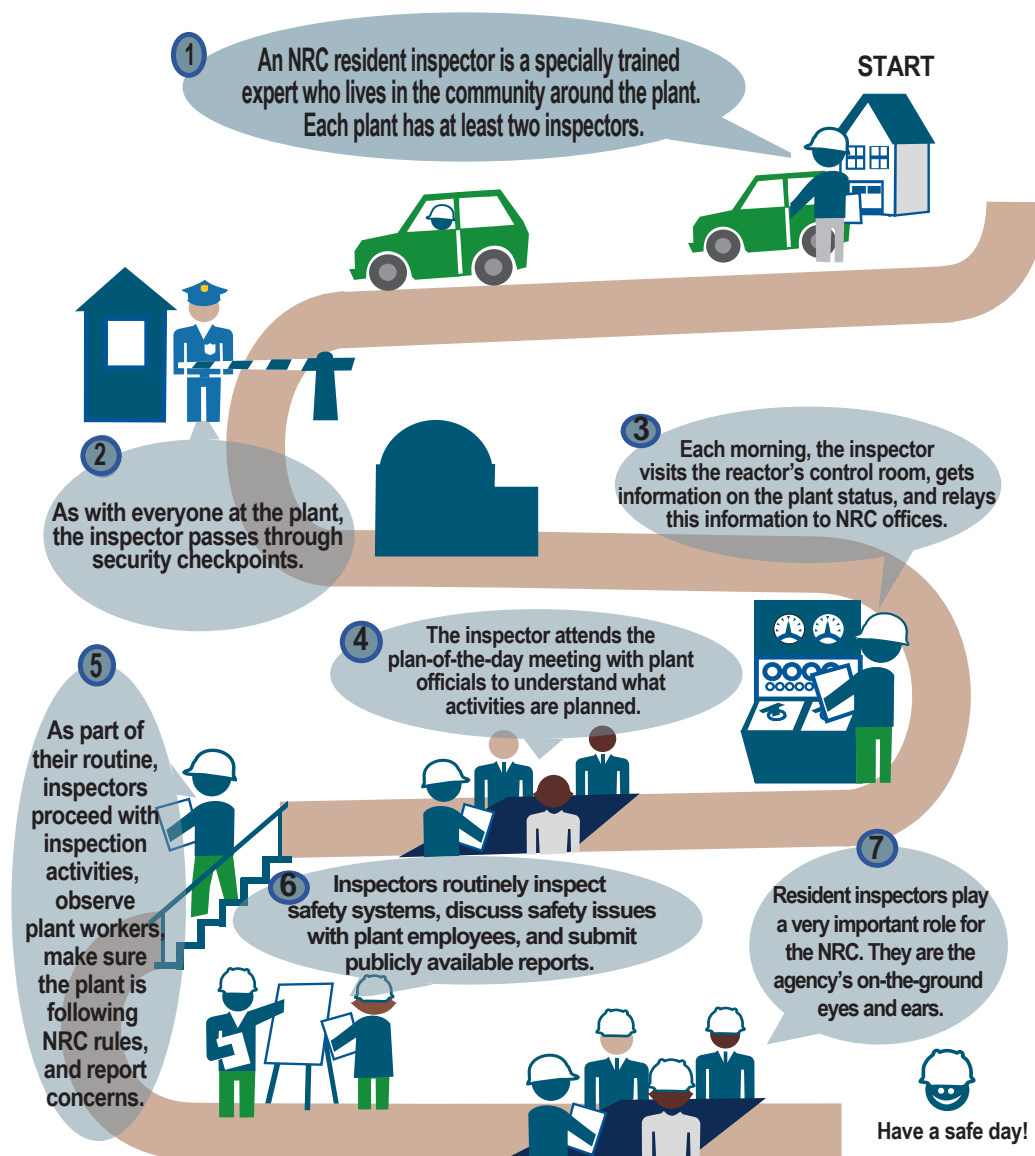 1
An NRC resident inspector is a specially trained
expert who lives in the community around the plant.
Each plant has at least two inspectors.
START
2
As with everyone at the plant,
the inspector passes through
security checkpoints.
3
Each morning, the inspector
visits the reactor’s control room, gets
information on the plant status, and relays
this information to NRC offices.
4
The inspector attends the
plan-of-the-day meeting with plant
officials to understand what
activities are planned.
5
As part of
their routine,
inspectors
proceed with
inspection
activities,
observe
plant workers,
make sure
the plant is
following
NRC rules,
and report
concerns.
6
Inspectors routinely inspect
safety systems, discuss safety issues
with plant employees, and submit
publicly available reports.
7
Resident inspectors play
a very important role for
the NRC. They are the
agency’s on-the-ground
eyes and ears.
Have a safe day!